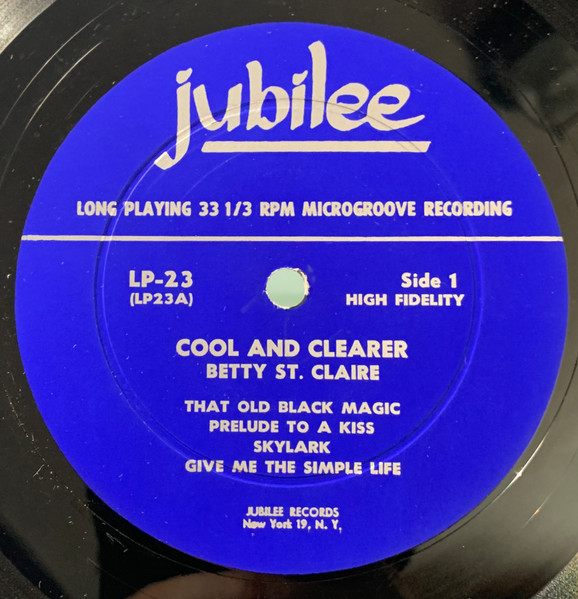 jubilee
LONG PLAYING 33 1/3 RPM MICROGROOVE RECORDING
LP-23
(LP23A)
Side 1
HIGH FIDELITY
COOL AND CLEARER
BETTY ST. CLAIRE
THAT OLD BLACK MAGIC
PRELUDE TO A KISS
SKYLARK
GIVE ME THE SIMPLE LIFE
JUBILEE RECORDS
New York 19, N. Y.